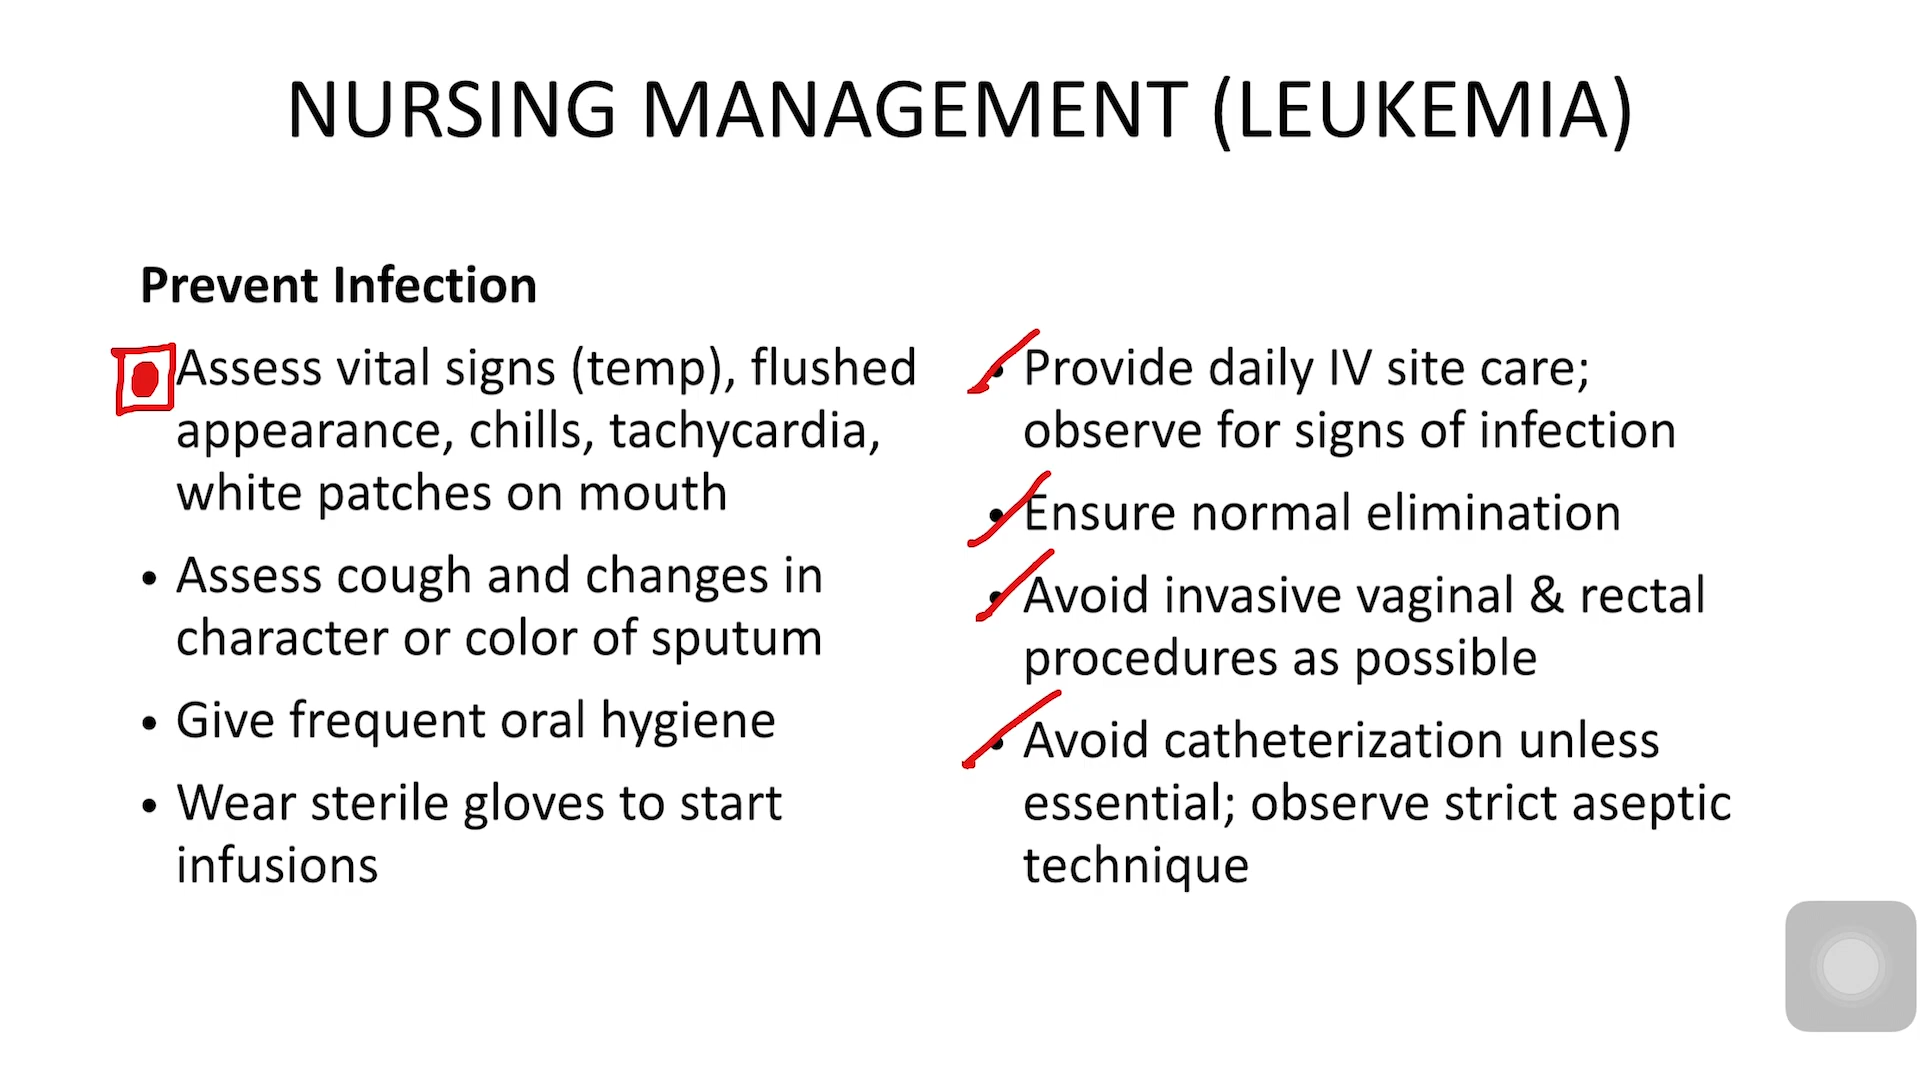 NURSING MANAGEMENT (LEUKEMIA)
Prevent Infection
Assess vital signs (temp), flushed
appearance, chills, tachycardia,
white patches on mouth
• Assess cough and changes in
character or color of sputum
• Give frequent oral hygiene
• Wear sterile gloves to start
infusions
• Provide daily IV site care;
observe for signs of infection
• Ensure normal elimination
• Avoid invasive vaginal & rectal
procedures as possible
• Avoid catheterization unless
essential; observe strict aseptic
technique